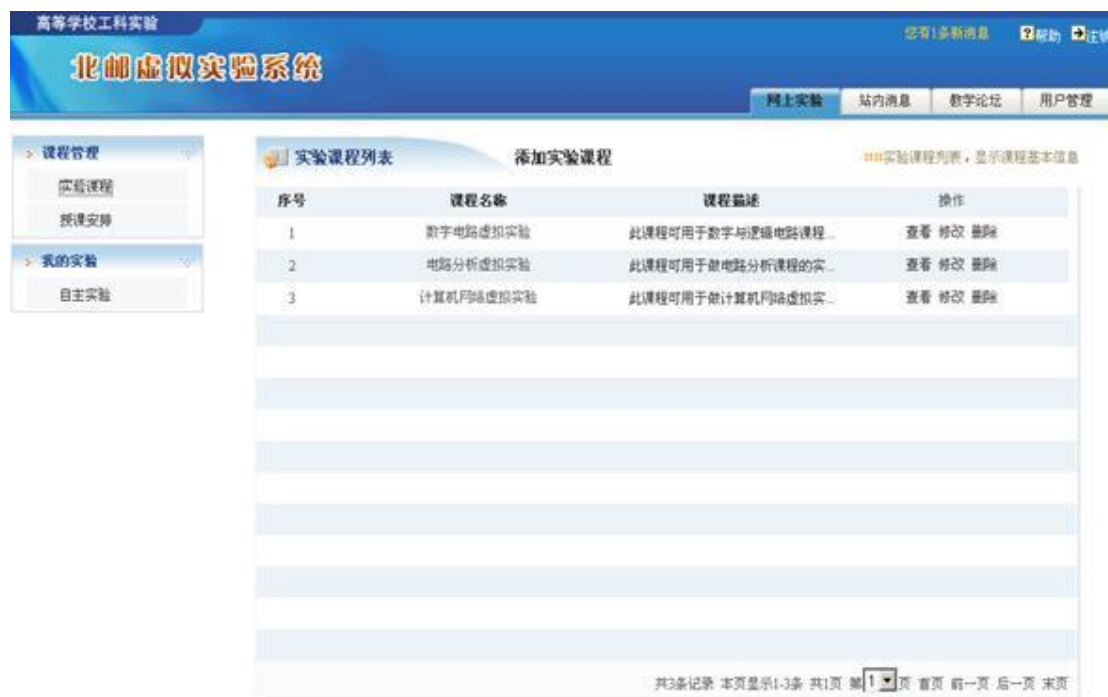 高等学校工科实验
您有1条新消息 帮助 注销
北邮虚拟实验系统
网上实验 站内消息 教学论坛 用户管理
课程管理
实验课程
授课安排
我的实验
自主实验
实验课程列表 添加实验课程 实验课程列表，显示课程基本信息
序号 课程名称 课程描述 操作
1 数字电路虚拟实验 此课程可用于数字与逻辑电路课程... 查看 修改 删除
2 电路分析虚拟实验 此课程可用于做电路分析课程的实... 查看 修改 删除
3 计算机网络虚拟实验 此课程可用于做计算机网络虚拟实... 查看 修改 删除
共3条记录 本页显示1-3条 共1页 第 1 页 首页 前一页 后一页 末页